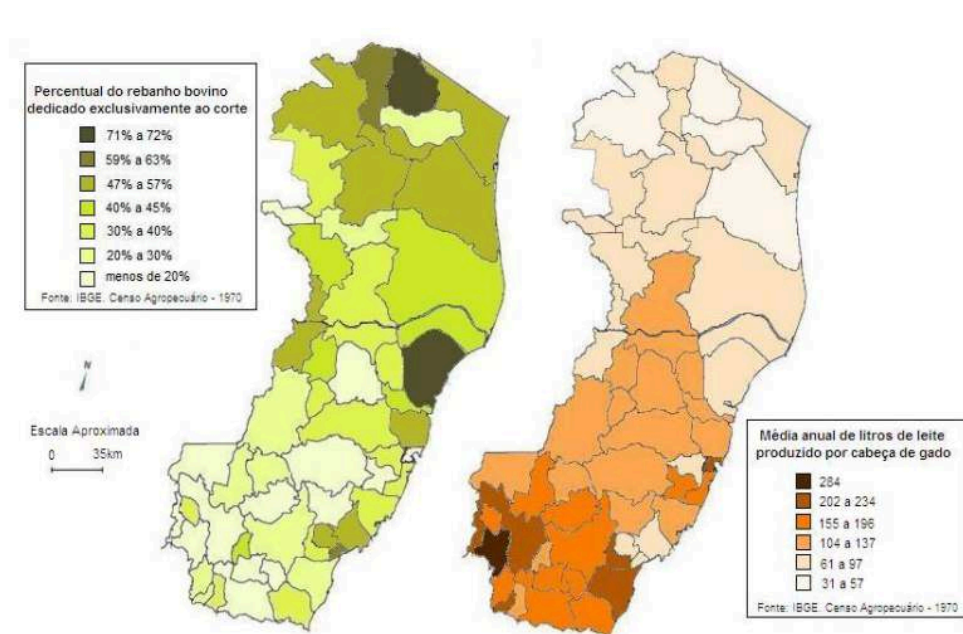 Percentual do rebanho bovino
dedicado exclusivamente ao corte
71% a 72%
59% a 63%
47% a 57%
40% a 45%
30% a 40%
20% a 30%
menos de 20%
Fonte: IBGE. Censo Agropecuário - 1970
N
Escala Aproximada
0 35km
Média anual de litros de leite
produzido por cabeça de gado
284
202 a 234
155 a 196
104 a 137
61 a 97
31 a 57
Fonte: IBGE. Censo Agropecuário - 1970